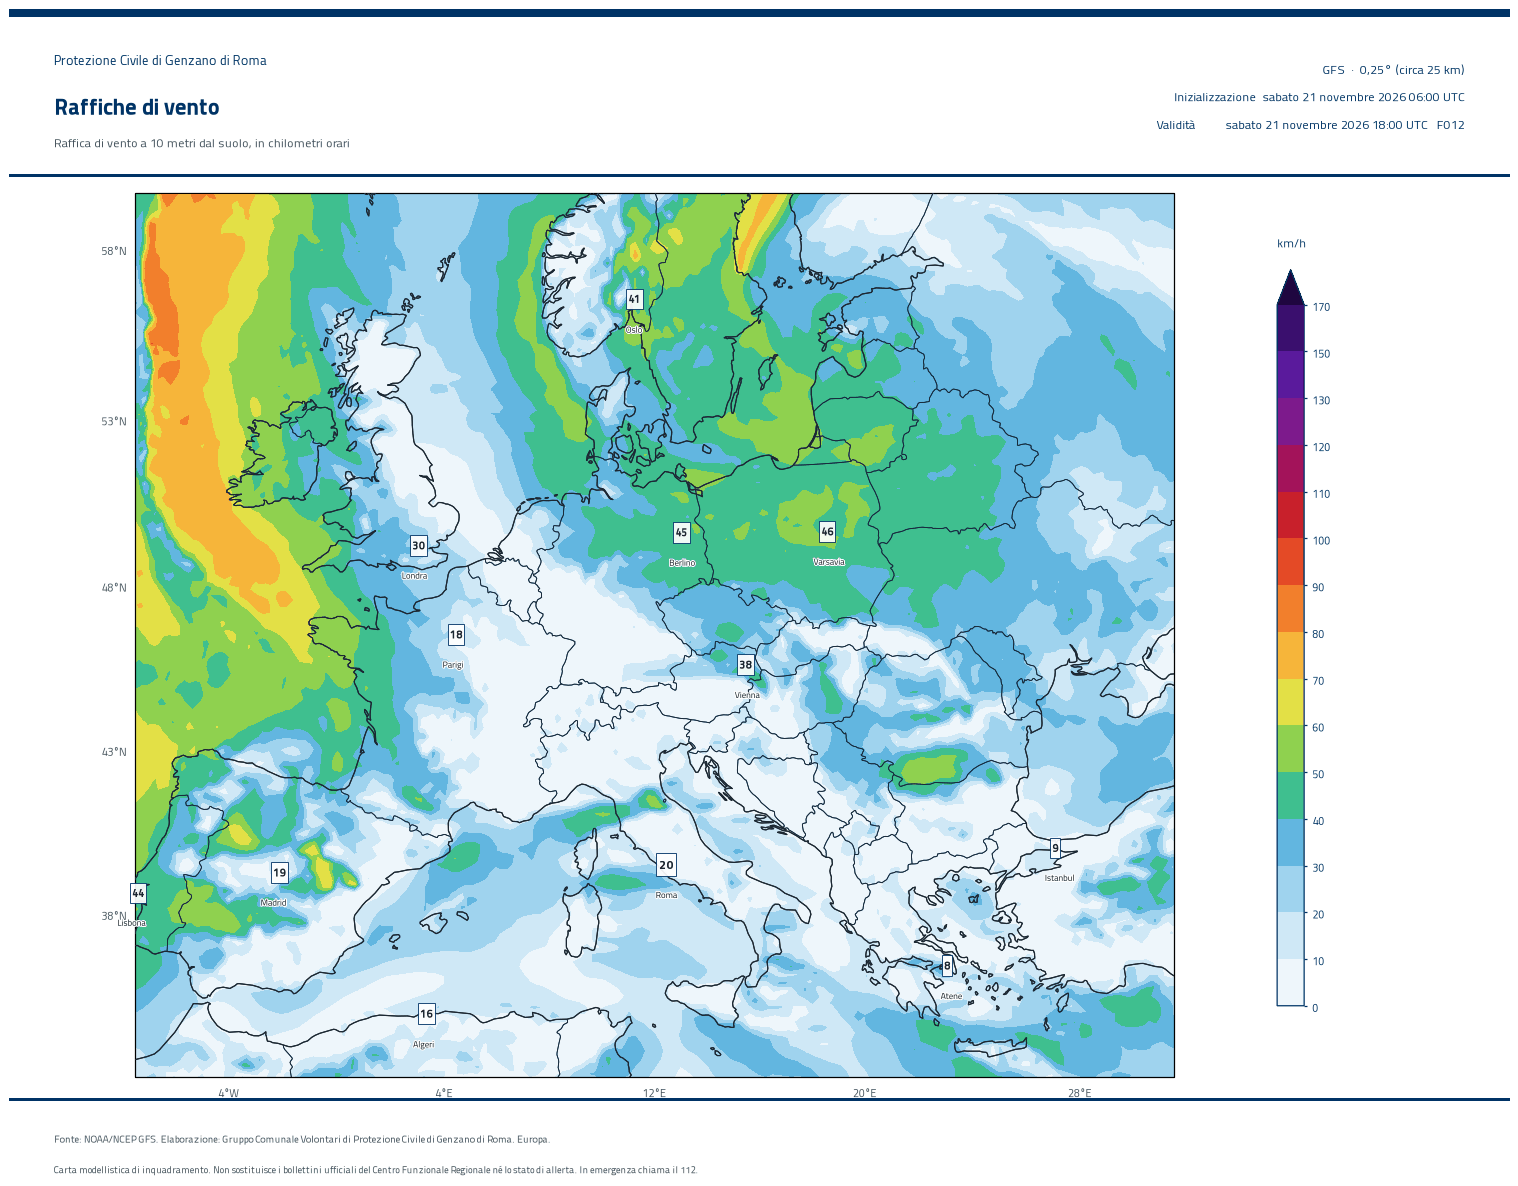 Protezione Civile di Genzano di Roma
Raffiche di vento
Raffica di vento a 10 metri dal suolo, in chilometri orari
GFS · 0,25° (circa 25 km)
Inizializzazione sabato 21 novembre 2026 06:00 UTC
Validità sabato 21 novembre 2026 18:00 UTC F012
km/h
170
150
130
120
110
100
90
80
70
60
50
40
30
20
10
0
58°N
53°N
48°N
43°N
38°N
4°W
4°E
12°E
20°E
28°E
41
Oslo
30
Londra
45
Berlino
46
Varsavia
18
Parigi
38
Vienna
19
Madrid
44
Lisbona
20
Roma
9
Istanbul
8
Atene
16
Algeri
Fonte: NOAA/NCEP GFS. Elaborazione: Gruppo Comunale Volontari di Protezione Civile di Genzano di Roma. Europa.
Carta modellistica di inquadramento. Non sostituisce i bollettini ufficiali del Centro Funzionale Regionale né lo stato di allerta. In emergenza chiama il 112.